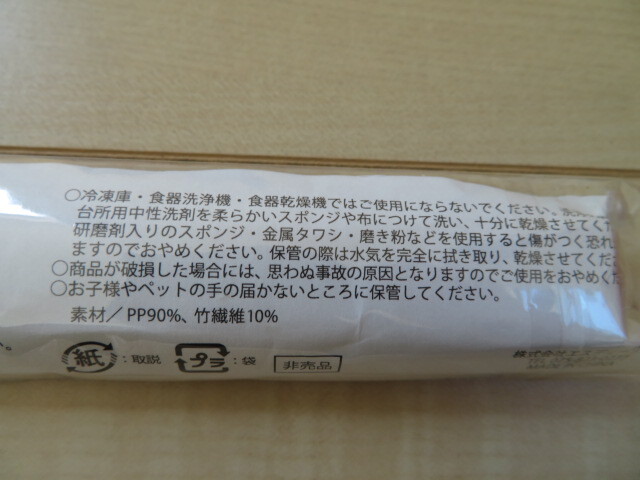 ○冷凍庫・食器洗浄機・食器乾燥機ではご使用にならないでください。
台所用中性洗剤を柔らかいスポンジや布につけて洗い、十分に乾燥させてくだ
研磨剤入りのスポンジ・金属タワシ・磨き粉などを使用すると傷がつく恐れ
ますのでおやめください。保管の際は水気を完全に拭き取り、乾燥させてくだ
○商品が破損した場合には、思わぬ事故の原因となりますのでご使用をおやめくだ
○お子様やペットの手の届かないところに保管してください。
素材／PP90%、竹繊維10%
す。
紙:取説 プラ:袋 非売品
株式会社